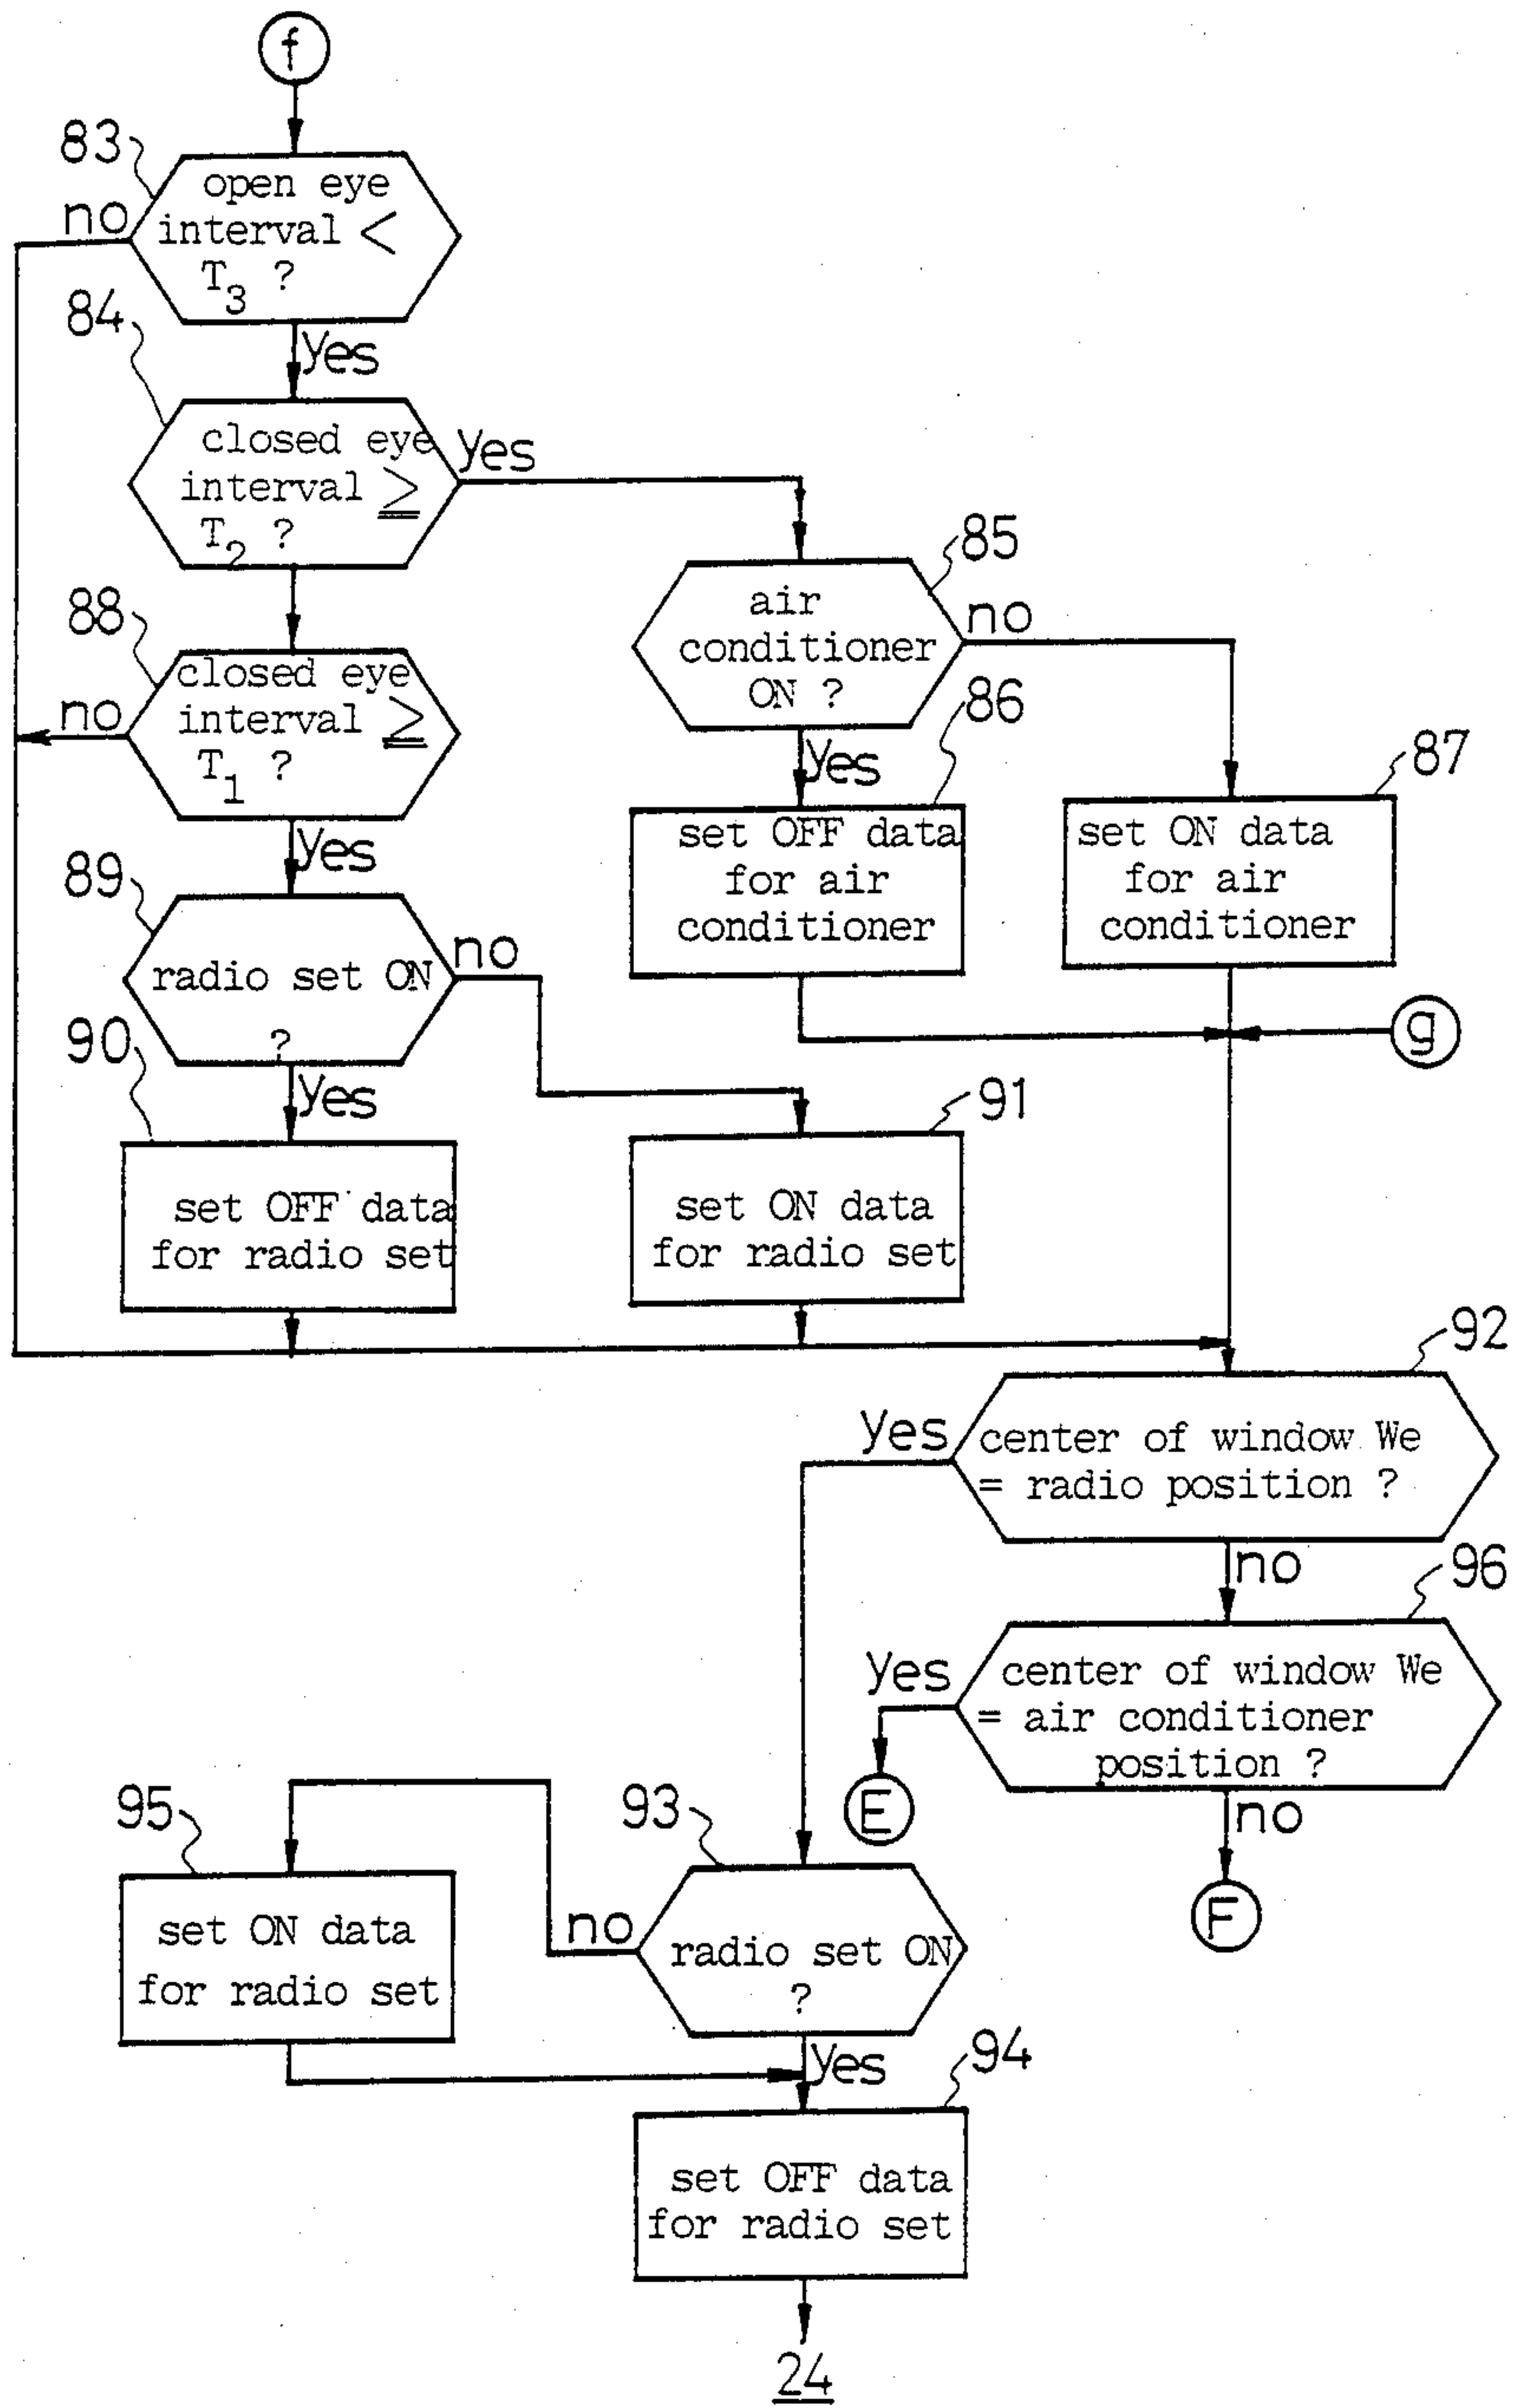 f
83
open eye
interval <
T3 ?
no
Yes
84
closed eye
interval ≧
T2 ?
Yes
85
air
conditioner
ON ?
no
Yes
88
closed eye
interval ≧
T1 ?
no
Yes
86
set OFF data
for air
conditioner
87
set ON data
for air
conditioner
g
89
radio set ON
?
no
Yes
90
set OFF data
for radio set
91
set ON data
for radio set
92
center of window We
= radio position ?
Yes
no
96
center of window We
= air conditioner
position ?
Yes
no
E
F
93
radio set ON
?
no
Yes
95
set ON data
for radio set
94
set OFF data
for radio set
24